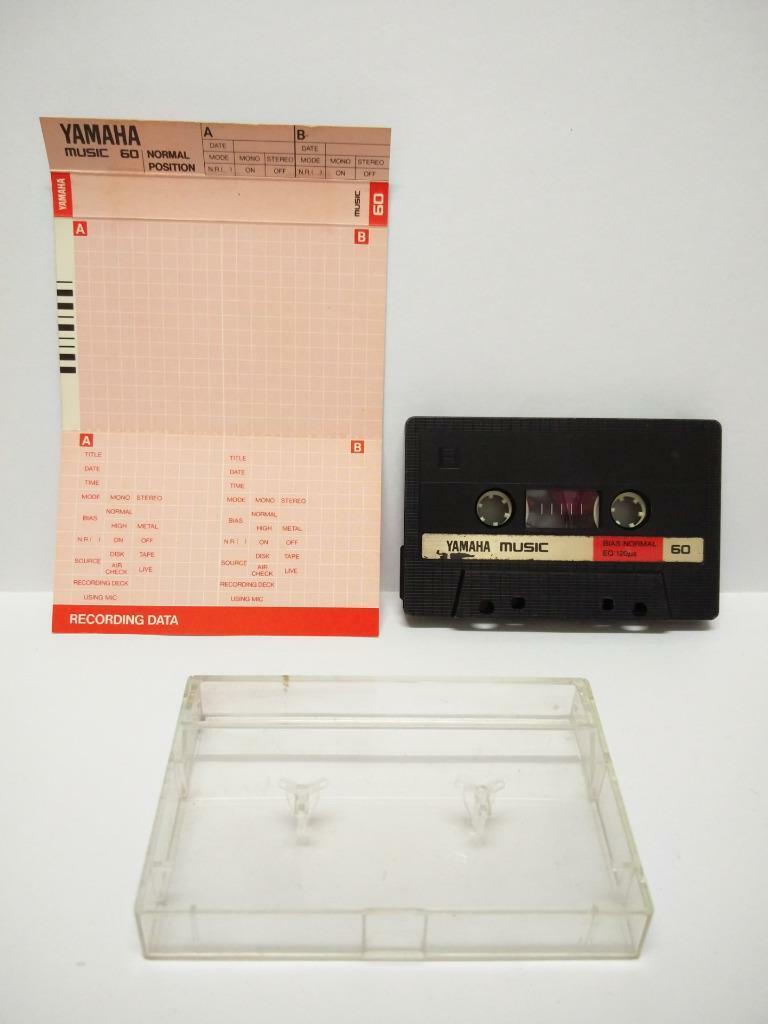 YAMAHA
MUSIC 60 NORMAL POSITION
A B
DATE DATE
MODE MONO STEREO MODE MONO STEREO
N.R.( ) ON OFF N.R.( ) ON OFF
YAMAHA MUSIC 60
A B
A B
TITLE TITLE
DATE DATE
TIME TIME
MODE MONO STEREO MODE MONO STEREO
BIAS NORMAL BIAS NORMAL
HIGH METAL HIGH METAL
N.R.( ) ON OFF N.R.( ) ON OFF
SOURCE DISK TAPE SOURCE DISK TAPE
AIR CHECK LIVE AIR CHECK LIVE
RECORDING DECK RECORDING DECK
USING MIC USING MIC
RECORDING DATA
B
YAMAHA MUSIC BIAS NORMAL 60
EQ 120µs